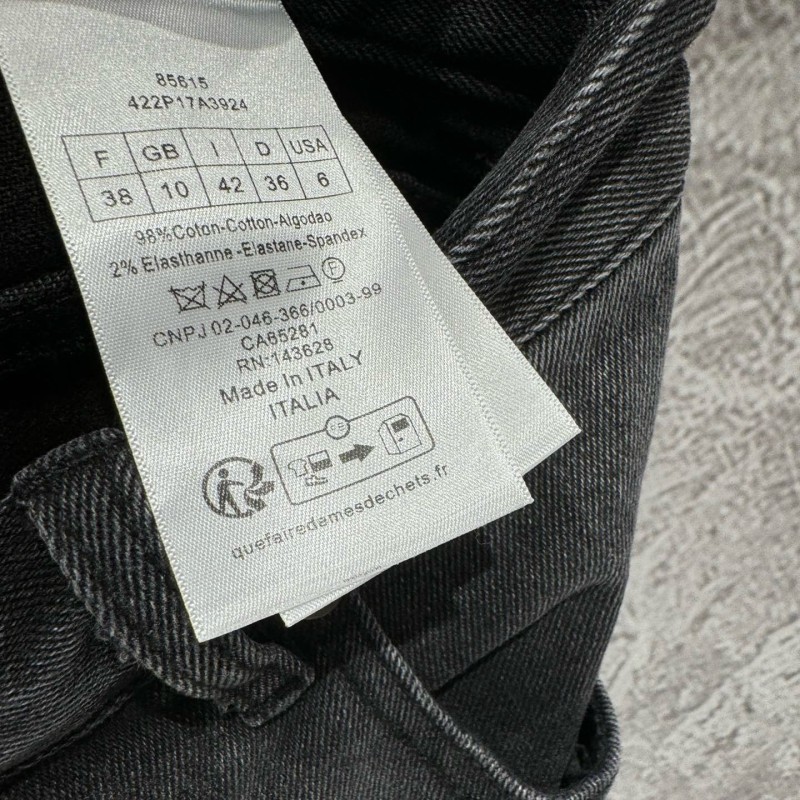 85615
422P17A3924
F GB I D USA
38 10 42 36 6
98%Coton-Cotton-Algodao
2% Elasthanne-Elastane-Spandex
P
CNPJ 02-046-366/0003-99
CA65281
RN:143628
Made In ITALY
ITALIA
quefairedemesdechets.fr